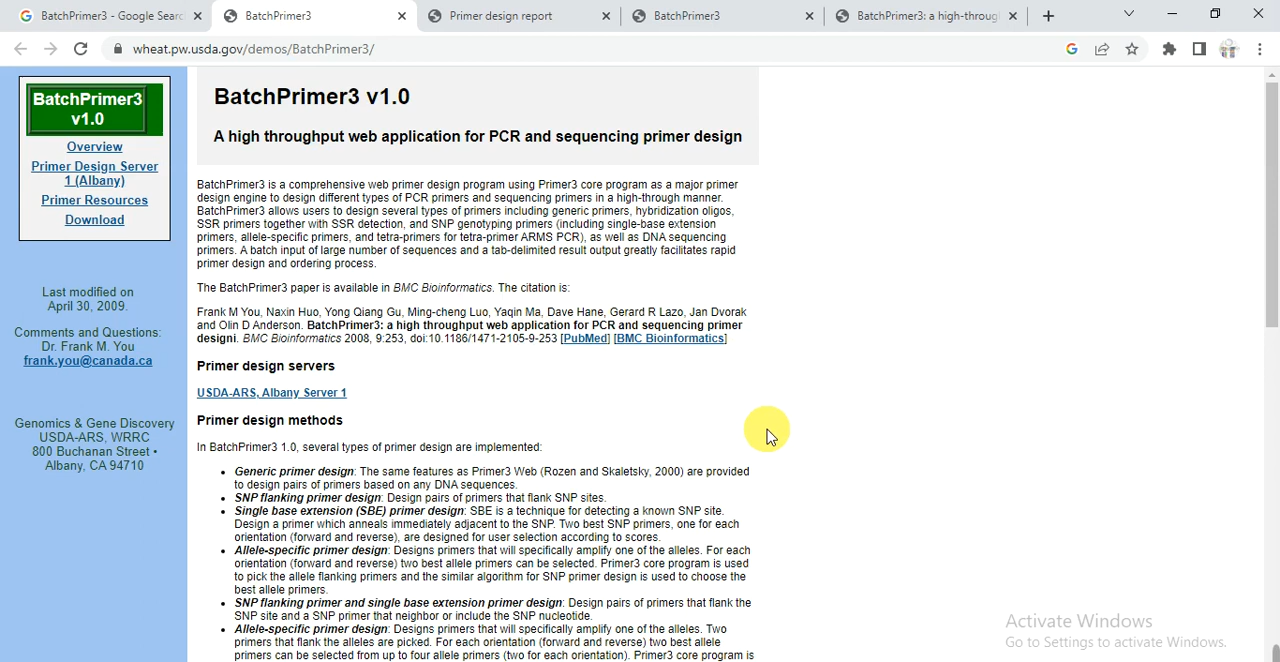 BatchPrimer3 - Google Searc
BatchPrimer3
Primer design report
BatchPrimer3
BatchPrimer3: a high-throug
wheat.pw.usda.gov/demos/BatchPrimer3/
BatchPrimer3
v1.0
Overview
Primer Design Server
1 (Albany)
Primer Resources
Download
Last modified on
April 30, 2009.
Comments and Questions:
Dr. Frank M. You
frank.you@canada.ca
Genomics & Gene Discovery
USDA-ARS, WRRC
800 Buchanan Street •
Albany, CA 94710
BatchPrimer3 v1.0
A high throughput web application for PCR and sequencing primer design
BatchPrimer3 is a comprehensive web primer design program using Primer3 core program as a major primer
design engine to design different types of PCR primers and sequencing primers in a high-through manner.
BatchPrimer3 allows users to design several types of primers including generic primers, hybridization oligos,
SSR primers together with SSR detection, and SNP genotyping primers (including single-base extension
primers, allele-specific primers, and tetra-primers for tetra-primer ARMS PCR), as well as DNA sequencing
primers. A batch input of large number of sequences and a tab-delimited result output greatly facilitates rapid
primer design and ordering process.
The BatchPrimer3 paper is available in BMC Bioinformatics. The citation is:
Frank M You, Naxin Huo, Yong Qiang Gu, Ming-cheng Luo, Yaqin Ma, Dave Hane, Gerard R Lazo, Jan Dvorak
and Olin D Anderson. BatchPrimer3: a high throughput web application for PCR and sequencing primer
designi. BMC Bioinformatics 2008, 9:253, doi:10.1186/1471-2105-9-253 [PubMed] [BMC Bioinformatics]
Primer design servers
USDA-ARS, Albany Server 1
Primer design methods
In BatchPrimer3 1.0, several types of primer design are implemented:
• Generic primer design: The same features as Primer3 Web (Rozen and Skaletsky, 2000) are provided
to design pairs of primers based on any DNA sequences.
• SNP flanking primer design: Design pairs of primers that flank SNP sites.
• Single base extension (SBE) primer design: SBE is a technique for detecting a known SNP site.
Design a primer which anneals immediately adjacent to the SNP. Two best SNP primers, one for each
orientation (forward and reverse), are designed for user selection according to scores.
• Allele-specific primer design: Designs primers that will specifically amplify one of the alleles. For each
orientation (forward and reverse) two best allele primers can be selected. Primer3 core program is used
to pick the allele flanking primers and the similar algorithm for SNP primer design is used to choose the
best allele primers.
• SNP flanking primer and single base extension primer design: Design pairs of primers that flank the
SNP site and a SNP primer that neighbor or include the SNP nucleotide.
• Allele-specific primer design: Designs primers that will specifically amplify one of the alleles. Two
primers that flank the alleles are picked. For each orientation (forward and reverse) two best allele
primers can be selected from up to four allele primers (two for each orientation). Primer3 core program is
Activate Windows
Go to Settings to activate Windows.